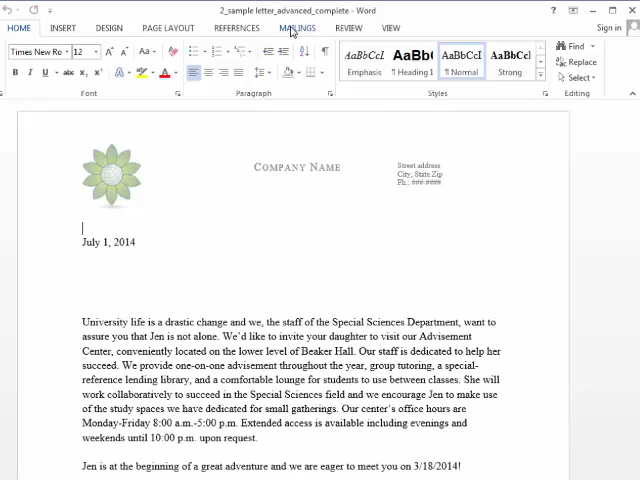 2_sample letter_advanced_complete - Word
HOME INSERT DESIGN PAGE LAYOUT REFERENCES MAILINGS REVIEW VIEW Sign in
Times New Ro 12 Aa AaBbCcI AaBb( AaBbCcI AaBbCcl Find
Emphasis ¶ Heading 1 ¶ Normal Strong Replace
B I U abc x₂ x² A A Select
Font Paragraph Styles Editing
COMPANY NAME
Street address
City, State Zip
Ph.: ###-####
July 1, 2014
University life is a drastic change and we, the staff of the Special Sciences Department, want to
assure you that Jen is not alone. We'd like to invite your daughter to visit our Advisement
Center, conveniently located on the lower level of Beaker Hall. Our staff is dedicated to help her
succeed. We provide one-on-one advisement throughout the year, group tutoring, a special-
reference lending library, and a comfortable lounge for students to use between classes. She will
work collaboratively to succeed in the Special Sciences field and we encourage Jen to make use
of the study spaces we have dedicated for small gatherings. Our center's office hours are
Monday-Friday 8:00 a.m.-5:00 p.m. Extended access is available including evenings and
weekends until 10:00 p.m. upon request.
Jen is at the beginning of a great adventure and we are eager to meet you on 3/18/2014!